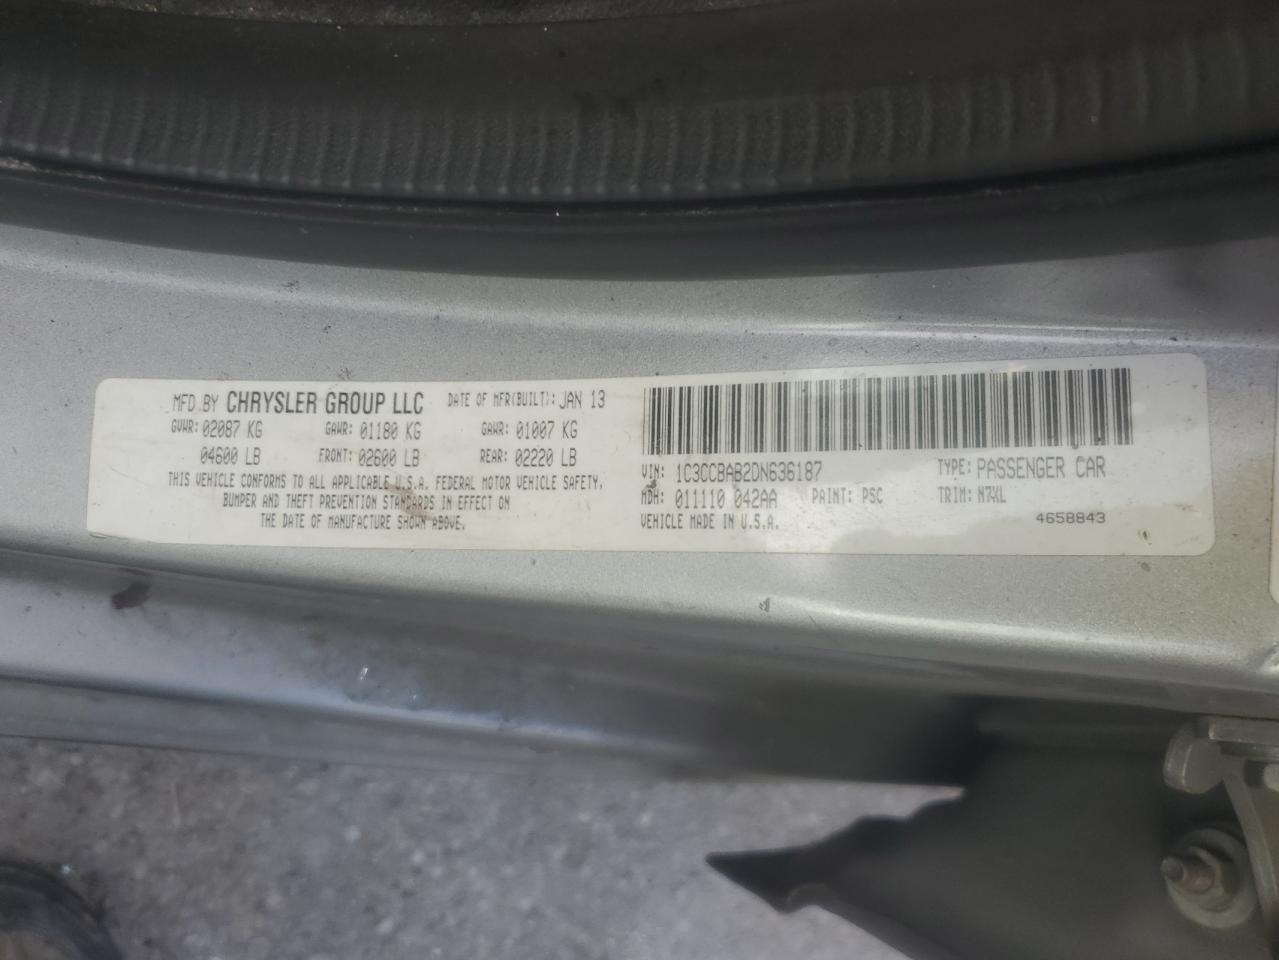 MFD BY CHRYSLER GROUP LLC DATE OF MFR(BUILT): JAN 13
GVWR: 02087 KG GAWR: 01180 KG GAWR: 01007 KG
04600 LB FRONT: 02600 LB REAR: 02220 LB
THIS VEHICLE CONFORMS TO ALL APPLICABLE U.S.A. FEDERAL MOTOR VEHICLE SAFETY,
BUMPER AND THEFT PREVENTION STANDARDS IN EFFECT ON
THE DATE OF MANUFACTURE SHOWN ABOVE.
VIN: 1C3CCBAB2DN636187 TYPE: PASSENGER CAR
MDH: 011110 042AA PAINT: PSC TRIM: N7XL
VEHICLE MADE IN U.S.A. 4658843